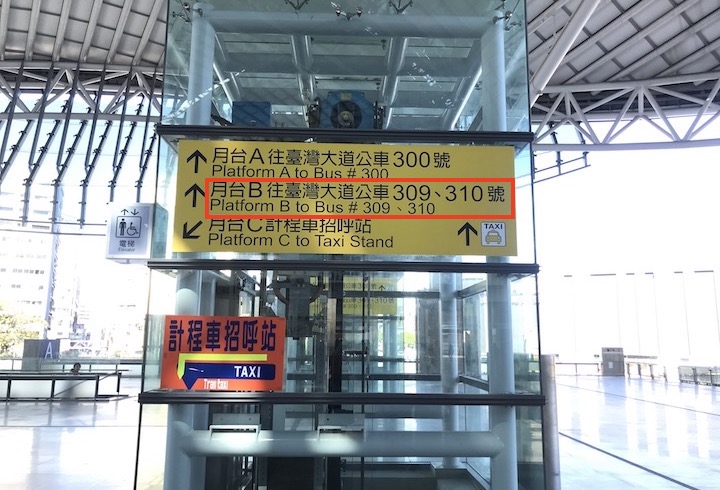 月台A往臺灣大道公車300號
Platform A to Bus # 300
月台B往臺灣大道公車309、310號
Platform B to Bus # 309、310
月台C計程車招呼站
Platform C to Taxi Stand
TAXI
電梯
Elevator
計程車招呼站
TAXI
Tran taxi
A